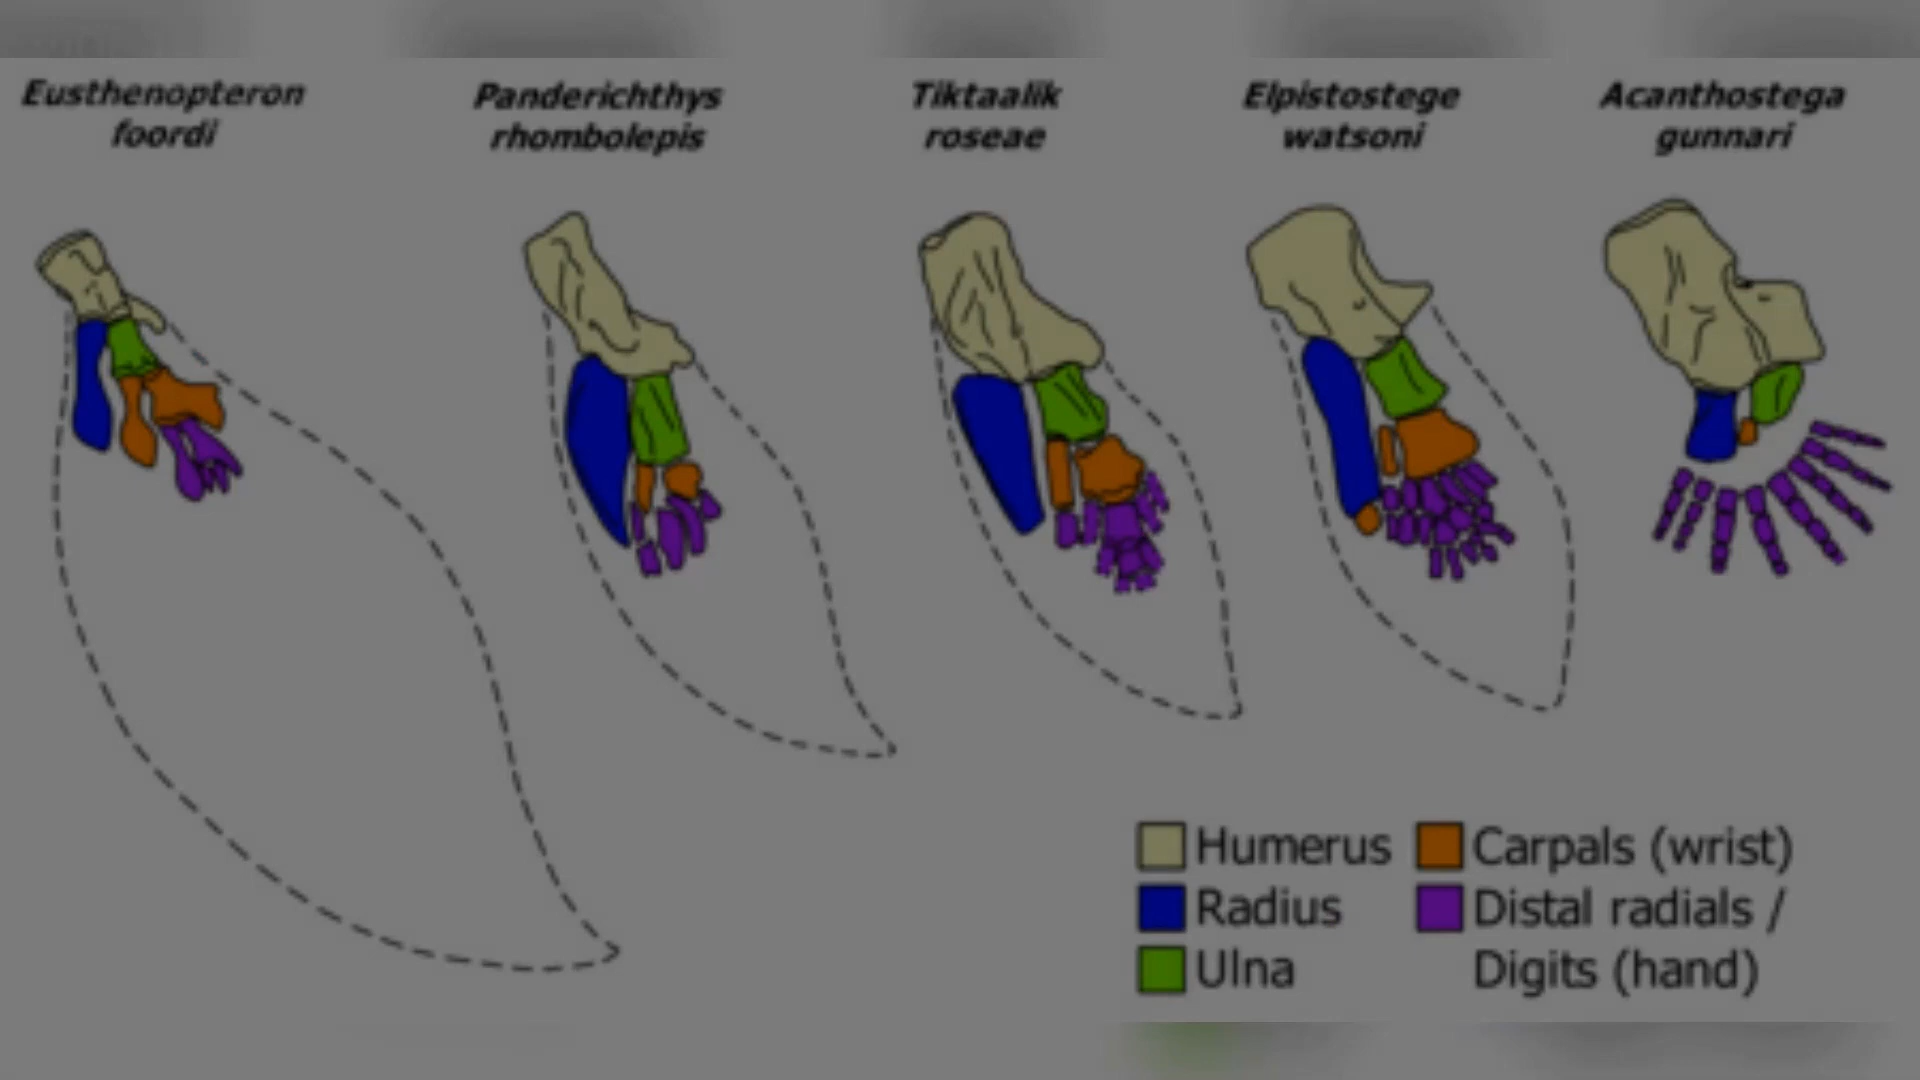 Eusthenopteron
foordi
Panderichthys
rhombolepis
Tiktaalik
roseae
Elpistostege
watsoni
Acanthostega
gunnari
Humerus
Radius
Ulna
Carpals (wrist)
Distal radials /
Digits (hand)